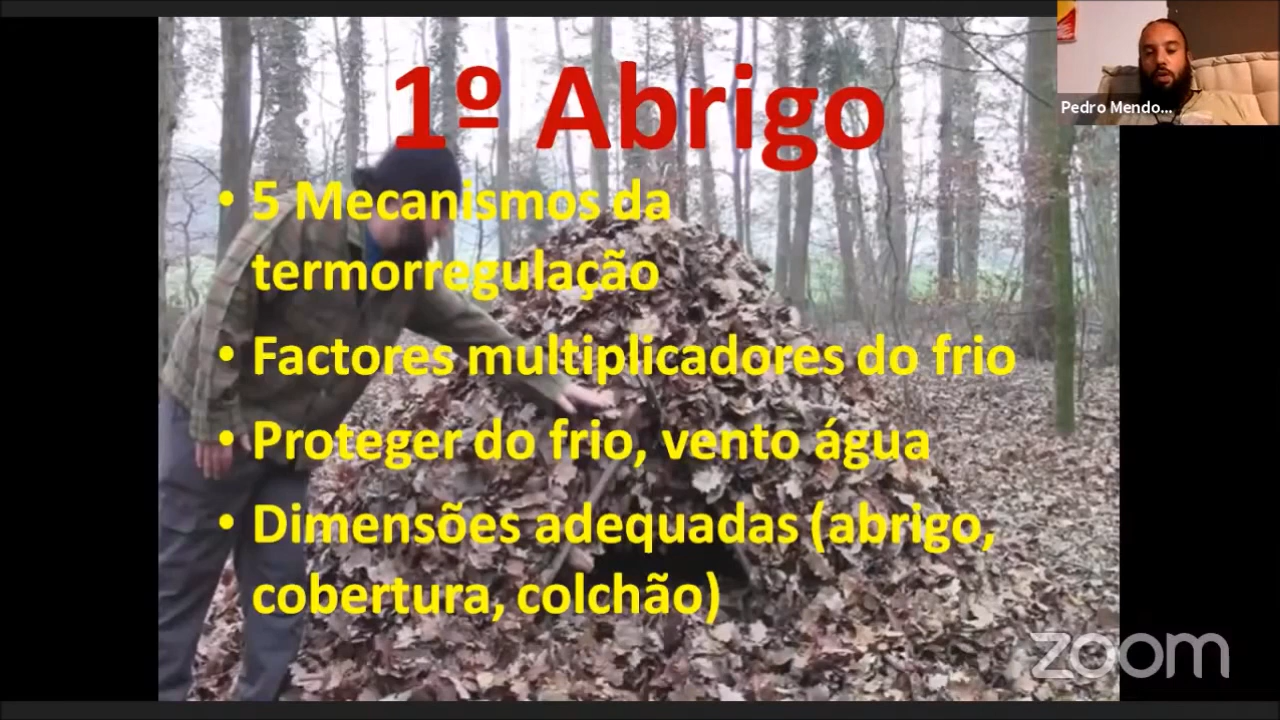 1º Abrigo
Pedro Mendo...
• 5 Mecanismos da
termorregulação
• Factores multiplicadores do frio
• Proteger do frio, vento água
• Dimensões adequadas (abrigo,
cobertura, colchão)
zoom